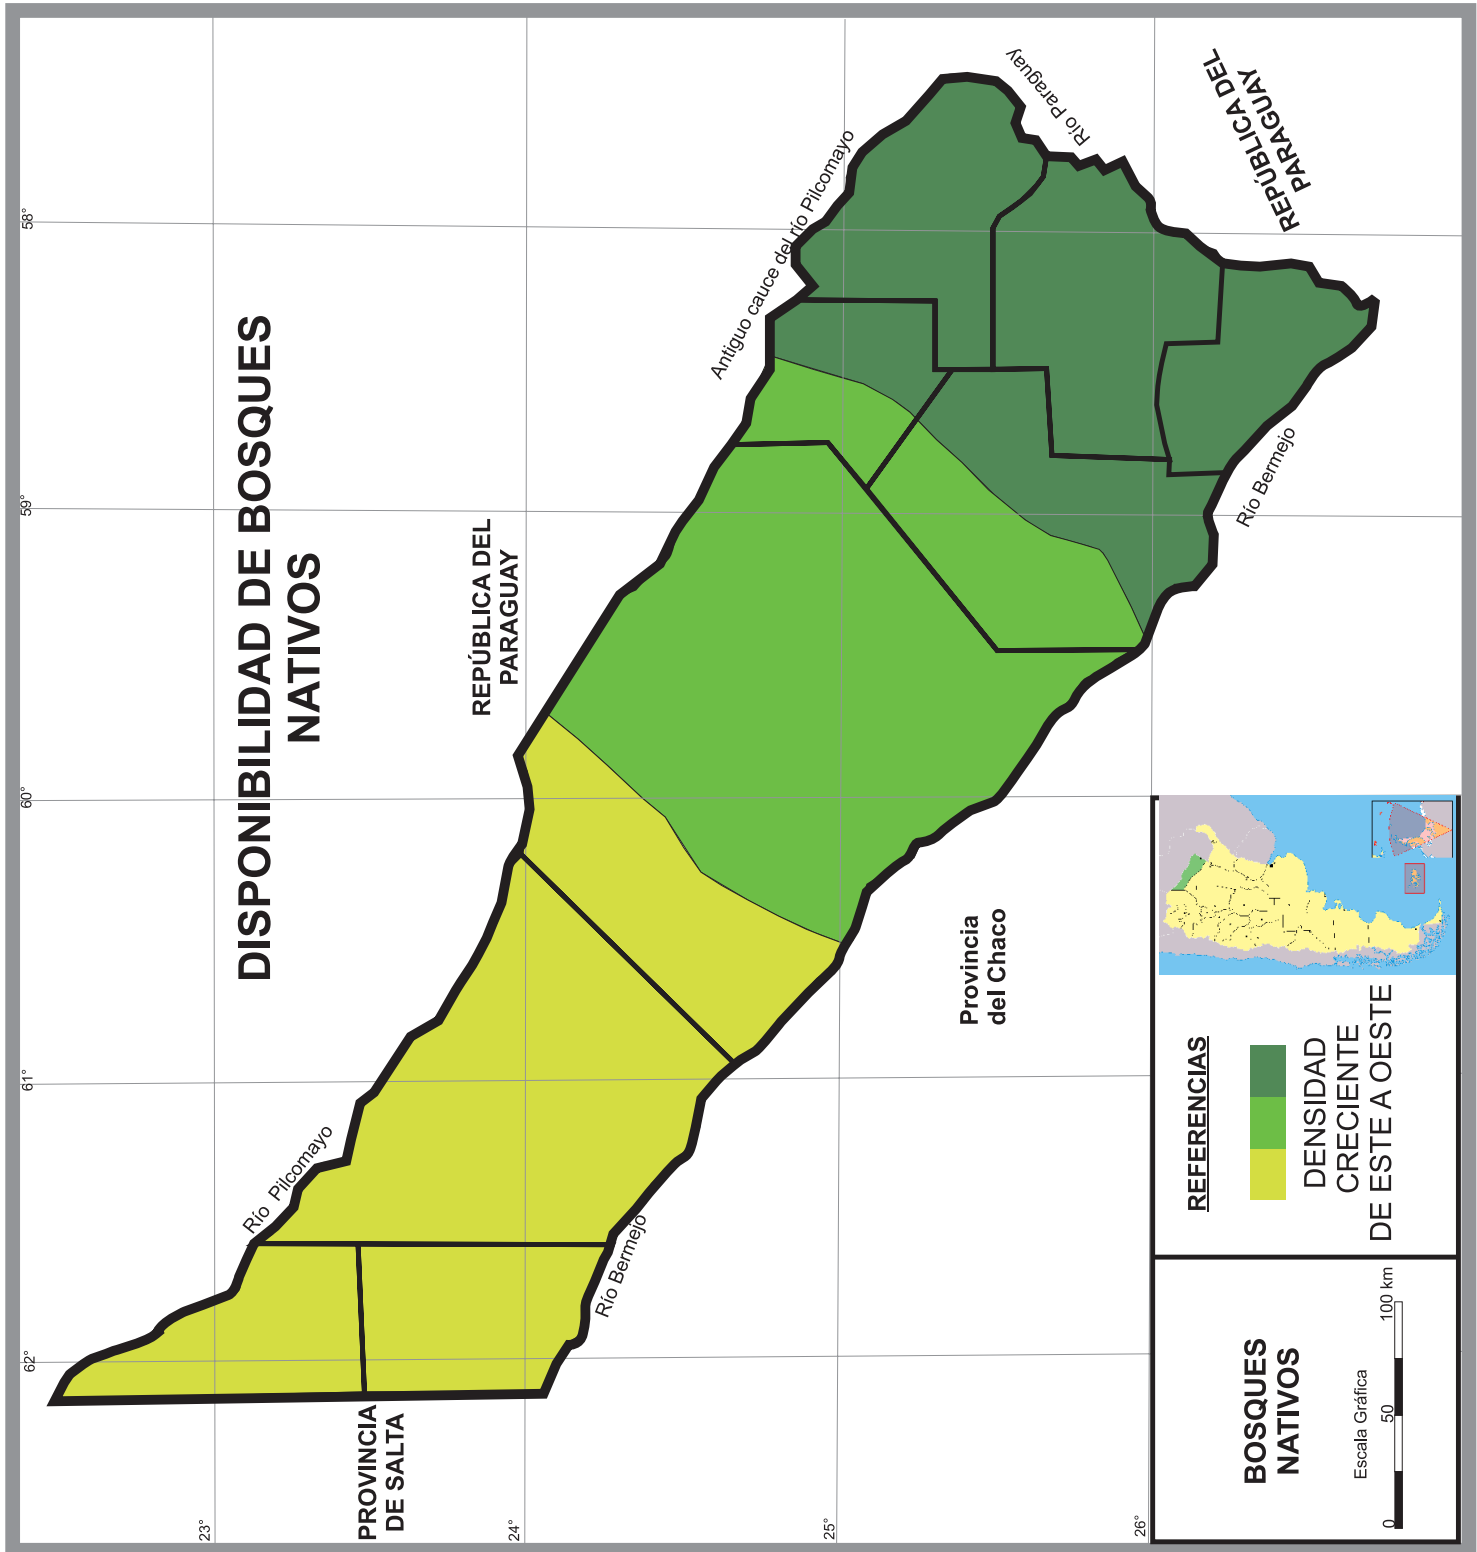 DISPONIBILIDAD DE BOSQUES
NATIVOS
62°
61°
60°
59°
58°
23°
24°
25°
26°
REPÚBLICA DEL
PARAGUAY
Antiguo cauce del río Pilcomayo
Río Paraguay
REPÚBLICA DEL
PARAGUAY
Río Pilcomayo
PROVINCIA
DE SALTA
Río Bermejo
Río Bermejo
Provincia
del Chaco
BOSQUES
NATIVOS
Escala Gráfica
0 50 100 km
REFERENCIAS
DENSIDAD
CRECIENTE
DE ESTE A OESTE